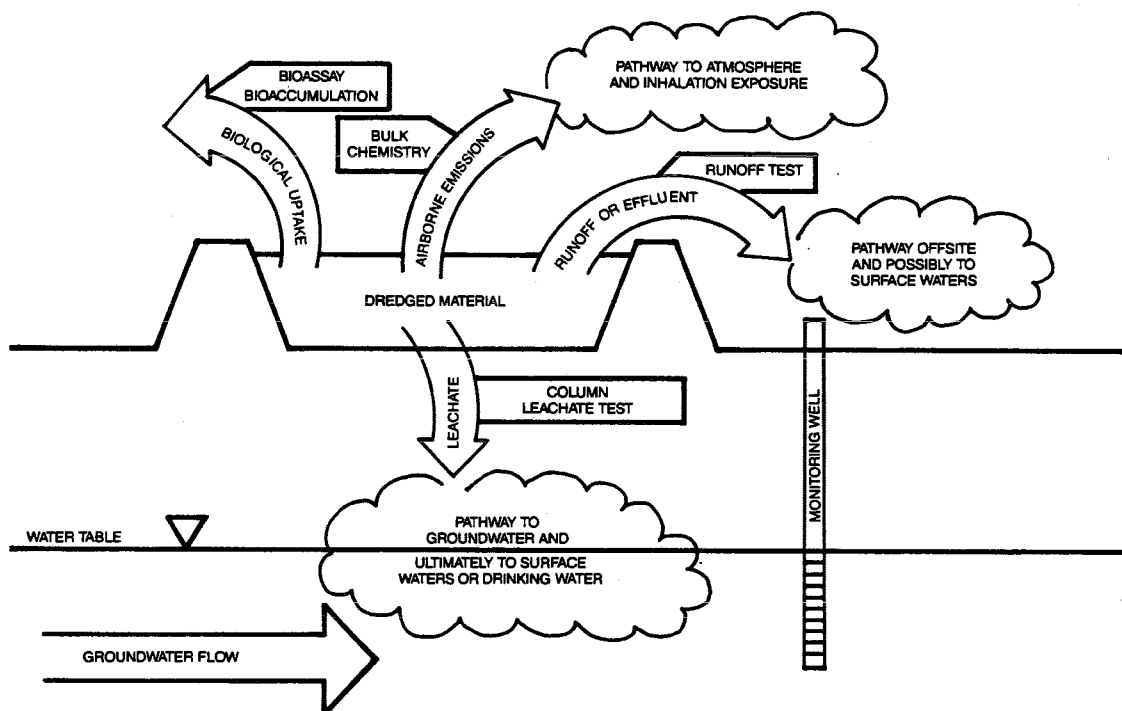 BIOASSAY
BIOACCUMULATION
BIOLOGICAL UPTAKE
BULK
CHEMISTRY
AIRBORNE EMISSIONS
PATHWAY TO ATMOSPHERE
AND INHALATION EXPOSURE
RUNOFF TEST
RUNOFF OR EFFLUENT
PATHWAY OFFSITE
AND POSSIBLY TO
SURFACE WATERS
DREDGED MATERIAL
LEACHATE
COLUMN
LEACHATE TEST
MONITORING WELL
WATER TABLE
PATHWAY TO
GROUNDWATER AND
ULTIMATELY TO SURFACE
WATERS OR DRINKING WATER
GROUNDWATER FLOW